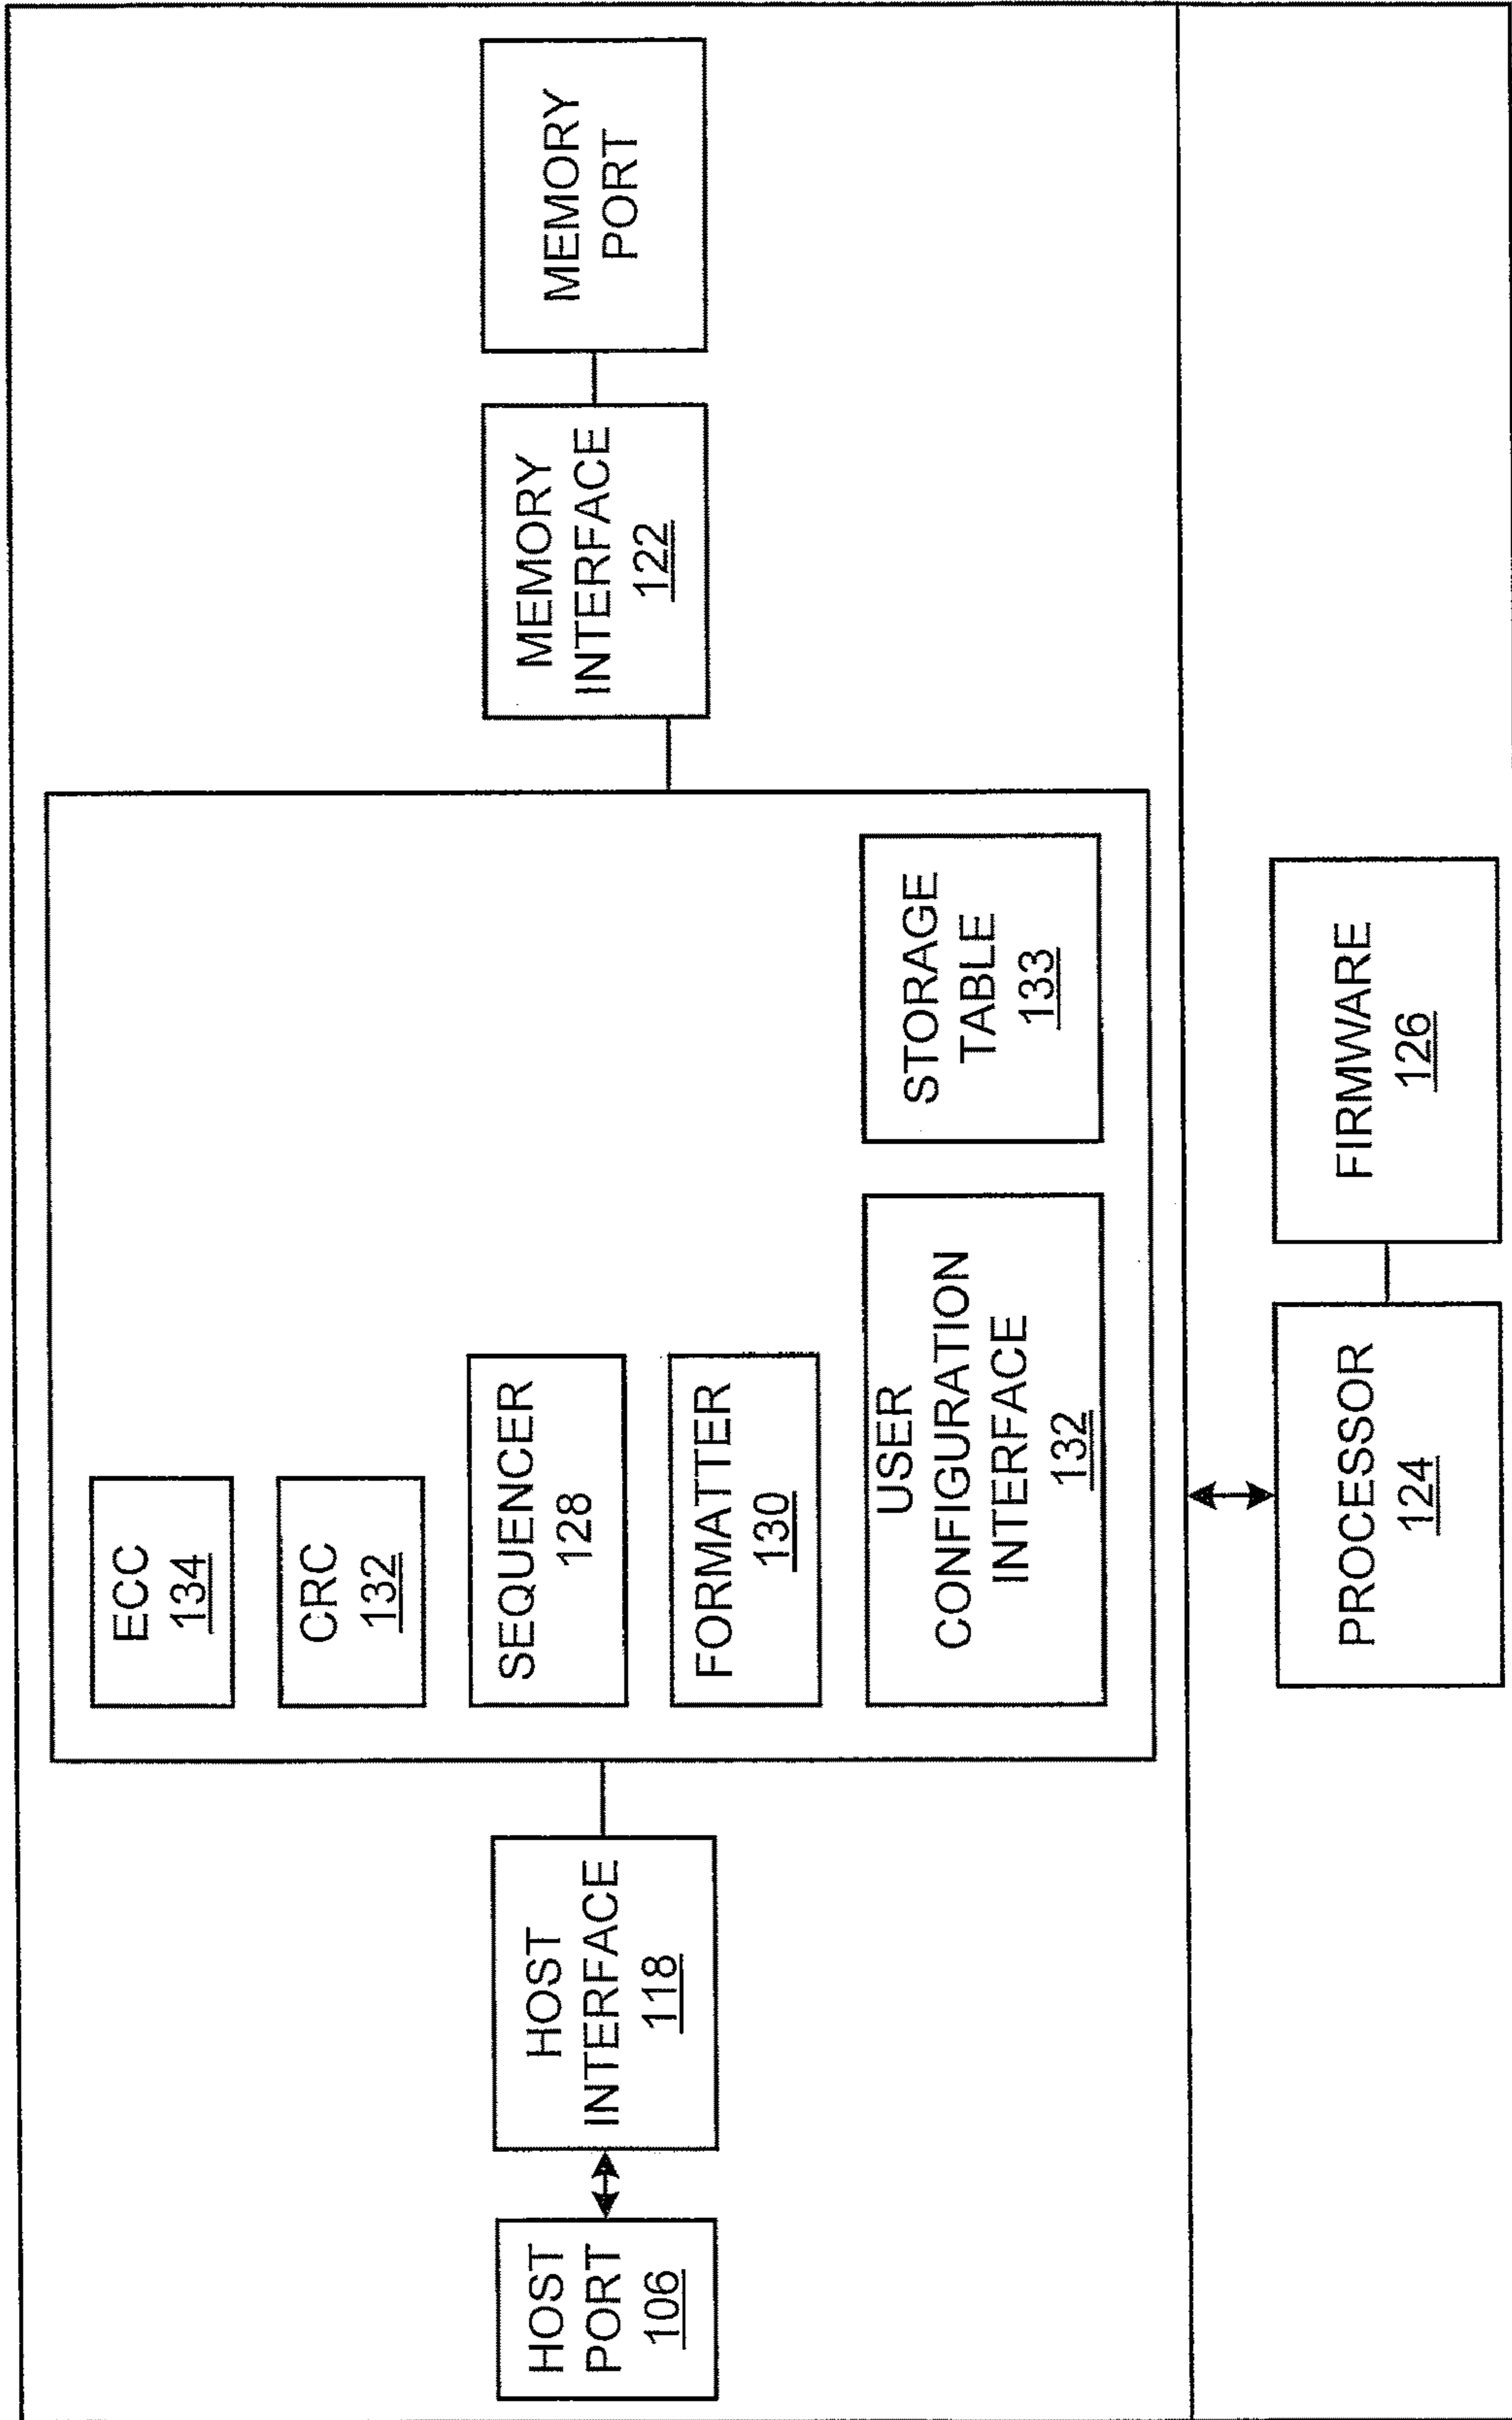 HOST
PORT
106
HOST
INTERFACE
118
ECC
134
CRC
132
SEQUENCER
128
FORMATTER
130
USER
CONFIGURATION
INTERFACE
132
STORAGE
TABLE
133
MEMORY
INTERFACE
122
MEMORY
PORT
PROCESSOR
124
FIRMWARE
126